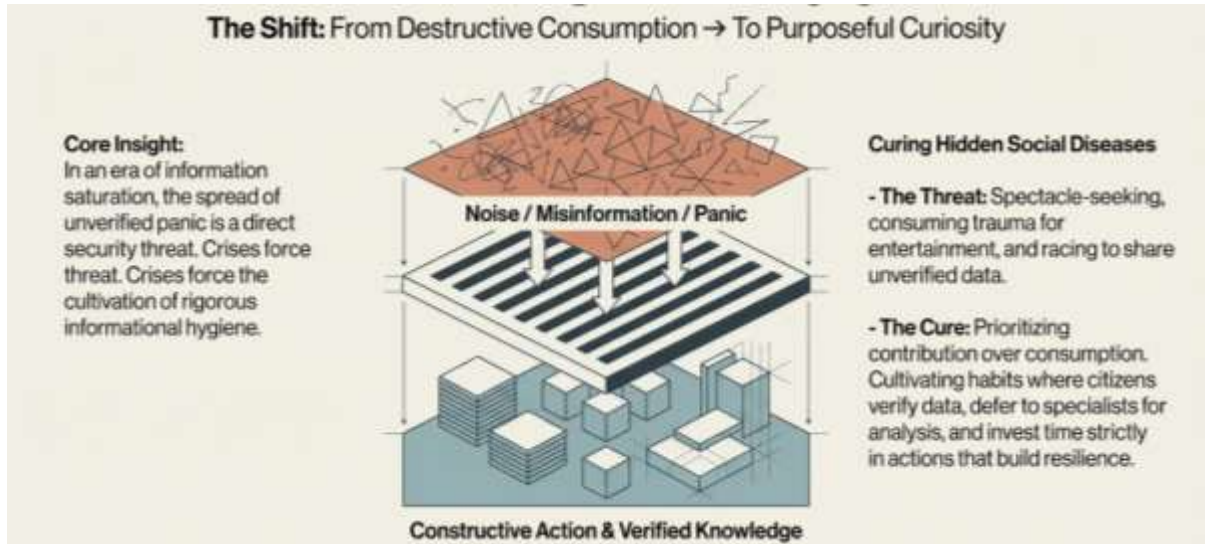 The Shift: From Destructive Consumption → To Purposeful Curiosity
Core Insight:
In an era of information
saturation, the spread of
unverified panic is a direct
security threat. Crises force
threat. Crises force the
cultivation of rigorous
informational hygiene.
Noise / Misinformation / Panic
Constructive Action & Verified Knowledge
Curing Hidden Social Diseases
- The Threat: Spectacle-seeking,
consuming trauma for
entertainment, and racing to share
unverified data.
- The Cure: Prioritizing
contribution over consumption.
Cultivating habits where citizens
verify data, defer to specialists for
analysis, and invest time strictly
in actions that build resilience.